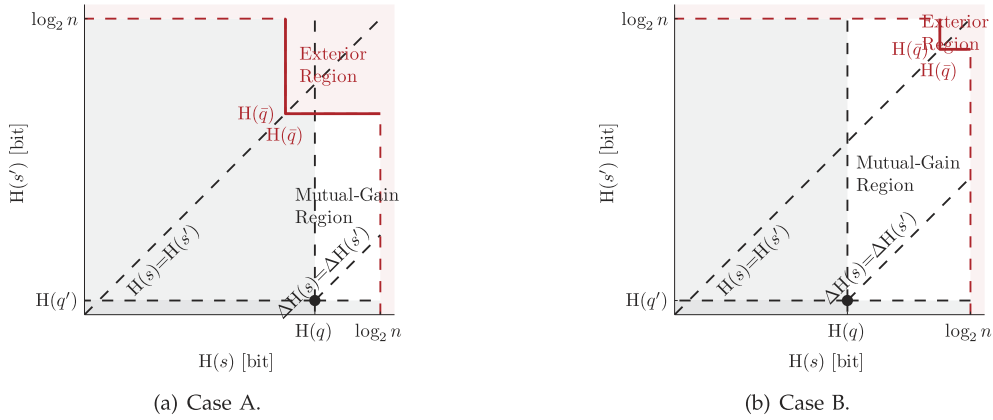 log₂ n
Exterior
Region
H(q̄)
H(q̄)
H(s′) [bit]
Mutual-Gain
Region
H(s)=H(s′)
ΔH(s)=ΔH(s′)
H(q′)
H(q)
log₂ n
H(s) [bit]
(a) Case A.
log₂ n
Exterior
Region
H(q̄)
H(q̄)
H(s′) [bit]
Mutual-Gain
Region
H(s)=H(s′)
ΔH(s)=ΔH(s′)
H(q′)
H(q)
log₂ n
H(s) [bit]
(b) Case B.